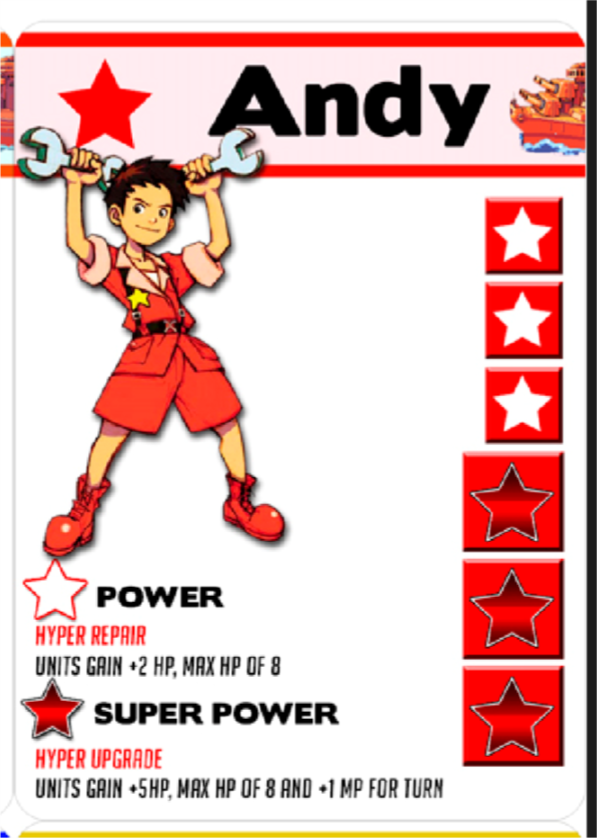 Andy
POWER
HYPER REPAIR
UNITS GAIN +2 HP, MAX HP OF 8
SUPER POWER
HYPER UPGRADE
UNITS GAIN +5HP, MAX HP OF 8 AND +1 MP FOR TURN